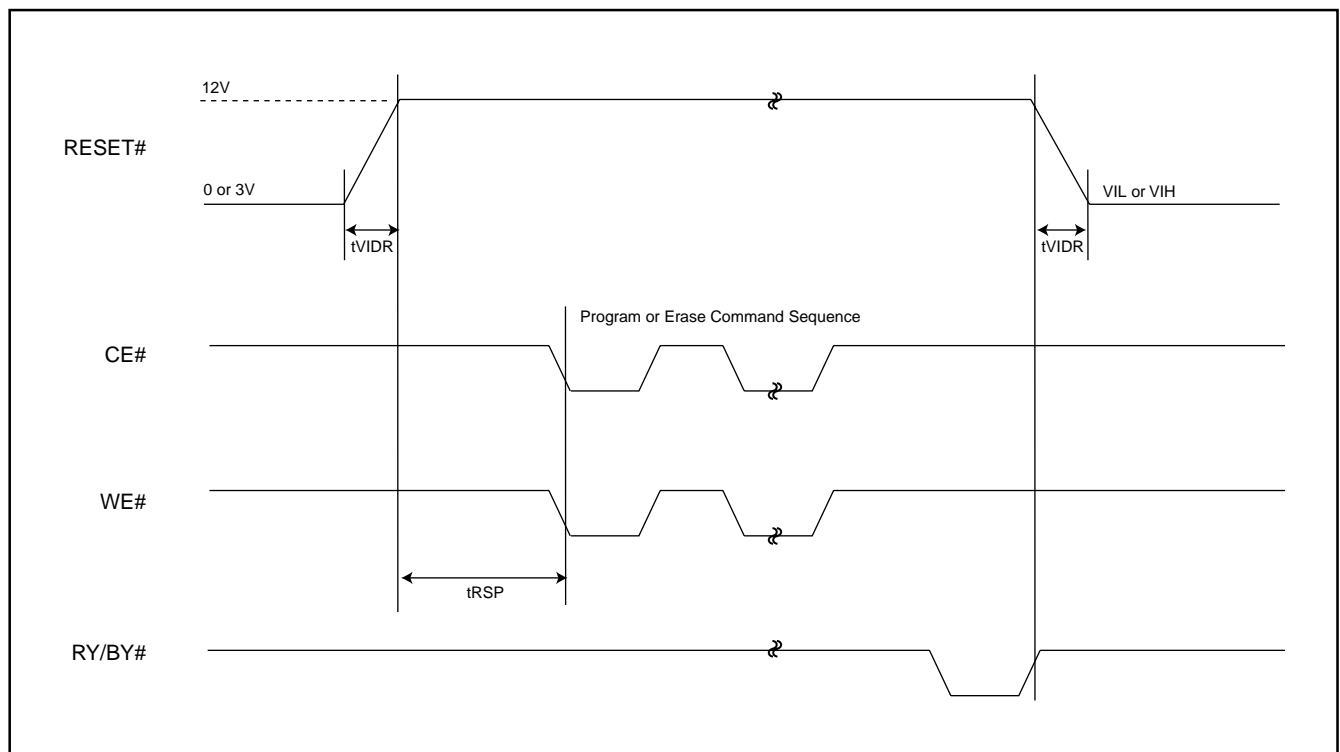 12V
RESET#
0 or 3V
VIL or VIH
tVIDR
tVIDR
Program or Erase Command Sequence
CE#
WE#
tRSP
RY/BY#